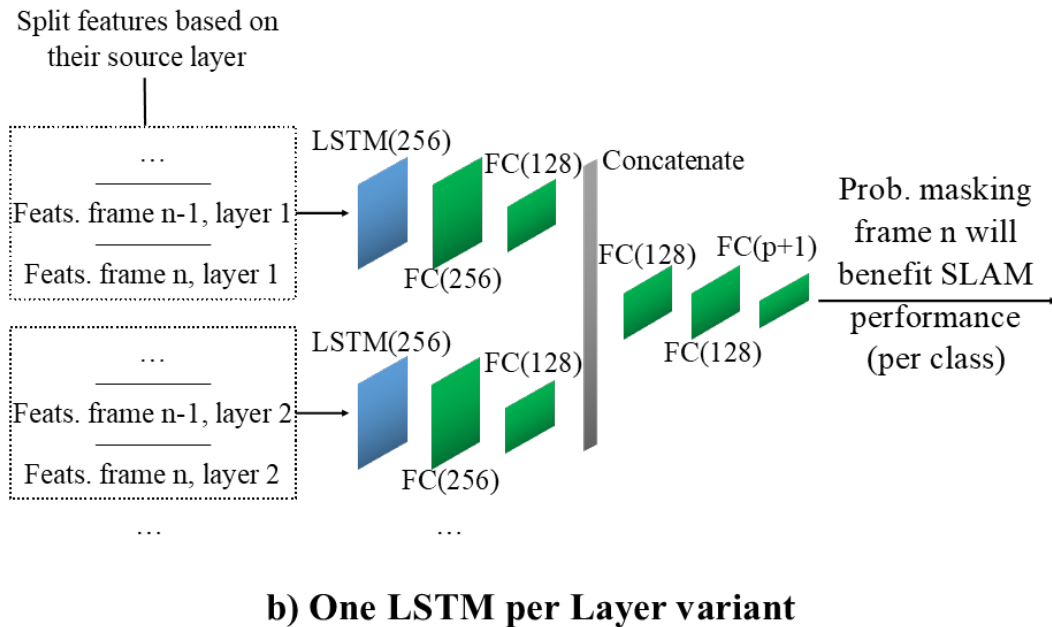 Split features based on
their source layer
…
Feats. frame n-1, layer 1
Feats. frame n, layer 1
LSTM(256)
FC(256)
FC(128)
…
Feats. frame n-1, layer 2
Feats. frame n, layer 2
LSTM(256)
FC(256)
FC(128)
…
…
Concatenate
FC(128)
FC(128)
FC(p+1)
Prob. masking
frame n will
benefit SLAM
performance
(per class)
b) One LSTM per Layer variant